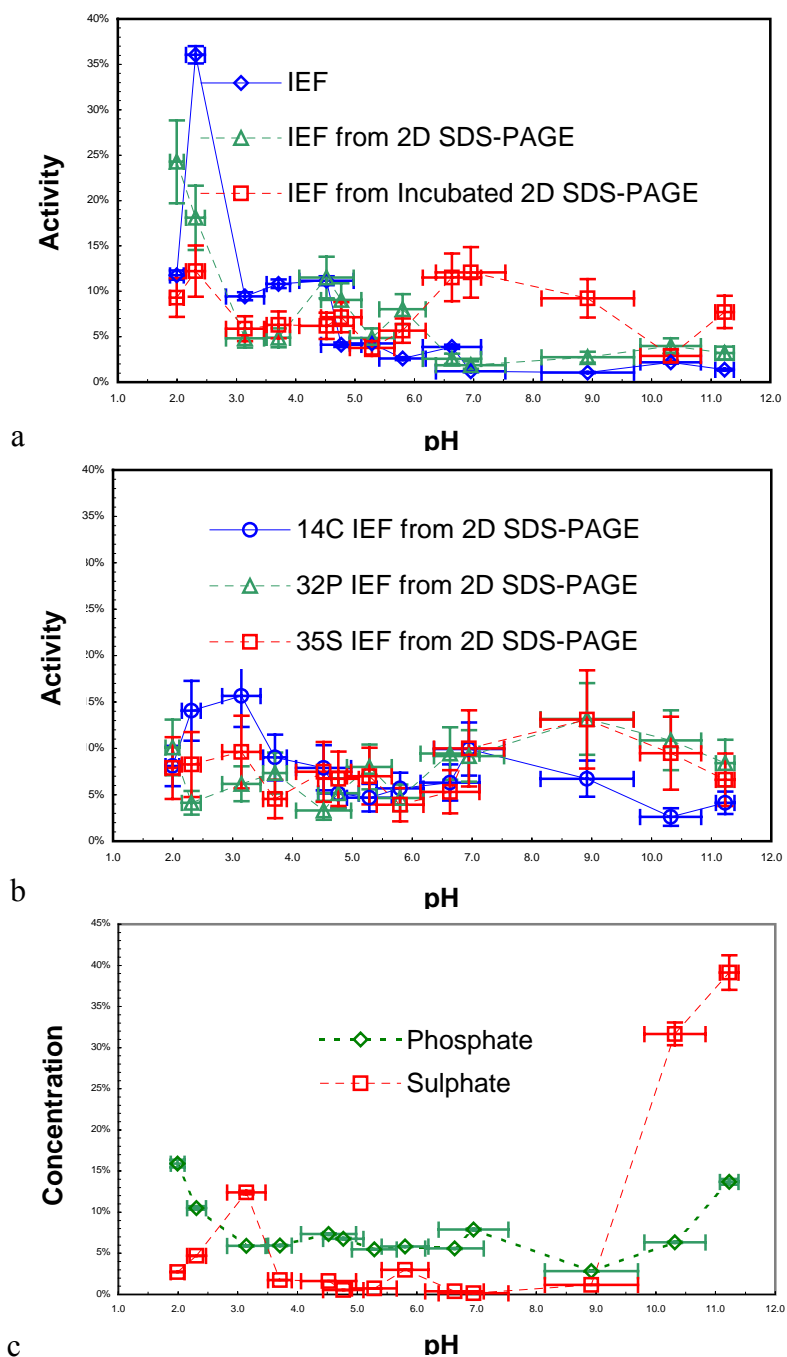 40%
35%
30%
25%
20%
15%
10%
5%
0%
Activity
IEF
IEF from 2D SDS-PAGE
IEF from Incubated 2D SDS-PAGE
1.0 2.0 3.0 4.0 5.0 6.0 7.0 8.0 9.0 10.0 11.0 12.0
pH
a
40%
35%
30%
25%
20%
15%
10%
5%
0%
Activity
14C IEF from 2D SDS-PAGE
32P IEF from 2D SDS-PAGE
35S IEF from 2D SDS-PAGE
1.0 2.0 3.0 4.0 5.0 6.0 7.0 8.0 9.0 10.0 11.0 12.0
pH
b
45%
40%
35%
30%
25%
20%
15%
10%
5%
0%
Concentration
Phosphate
Sulphate
1.0 2.0 3.0 4.0 5.0 6.0 7.0 8.0 9.0 10.0 11.0 12.0
pH
c